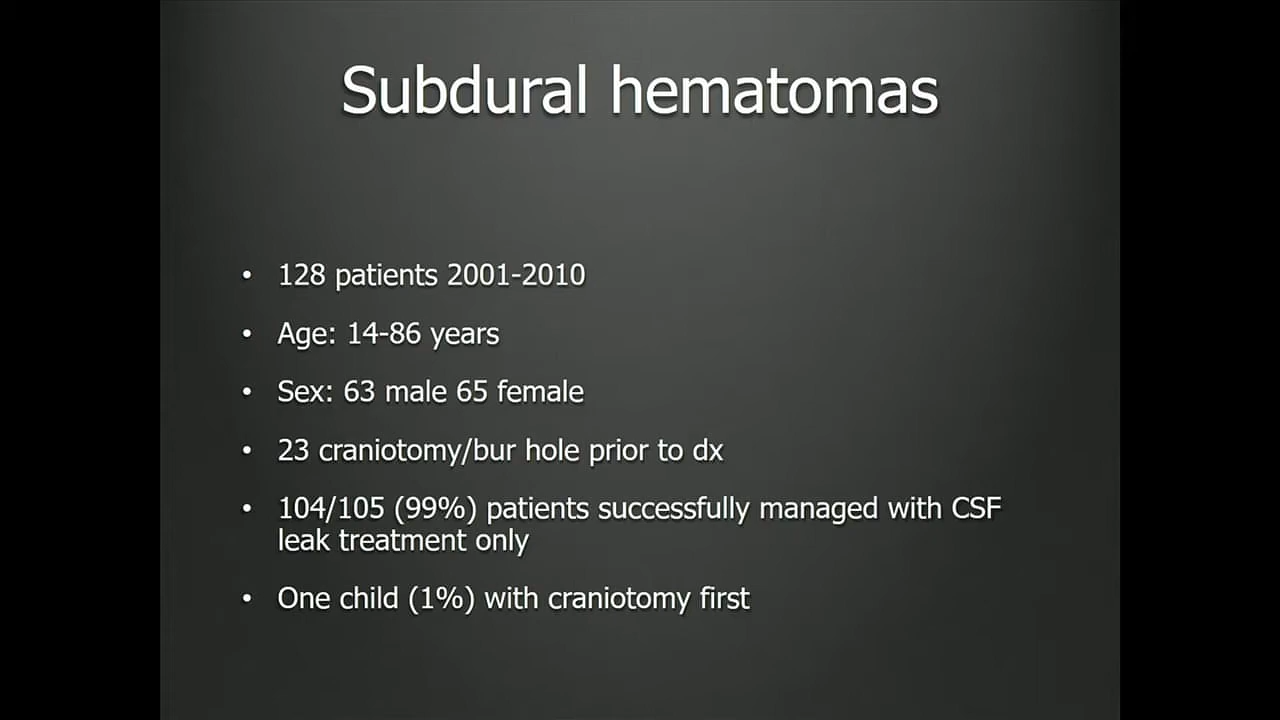 Subdural hematomas
• 128 patients 2001-2010
• Age: 14-86 years
• Sex: 63 male 65 female
• 23 craniotomy/bur hole prior to dx
• 104/105 (99%) patients successfully managed with CSF
leak treatment only
• One child (1%) with craniotomy first